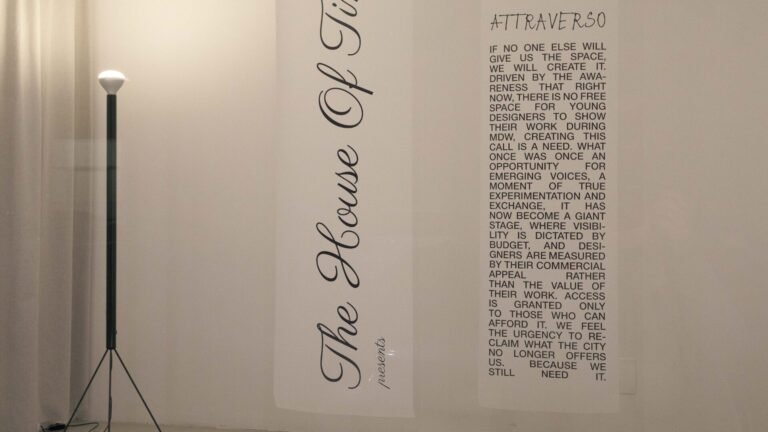 The House Of Ti
presents
ATTRAVERSO
IF NO ONE ELSE WILL
GIVE US THE SPACE,
WE WILL CREATE IT.
DRIVEN BY THE AWA-
RENESS THAT RIGHT
NOW, THERE IS NO FREE
SPACE FOR YOUNG
DESIGNERS TO SHOW
THEIR WORK DURING
MDW, CREATING THIS
CALL IS A NEED. WHAT
ONCE WAS ONCE AN
OPPORTUNITY FOR
EMERGING VOICES, A
MOMENT OF TRUE
EXPERIMENTATION AND
EXCHANGE, IT HAS
NOW BECOME A GIANT
STAGE, WHERE VISIBI-
LITY IS DICTATED BY
BUDGET, AND DESI-
GNERS ARE MEASURED
BY THEIR COMMERCIAL
APPEAL RATHER
THAN THE VALUE OF
THEIR WORK. ACCESS
IS GRANTED ONLY
TO THOSE WHO CAN
AFFORD IT. WE FEEL
THE URGENCY TO RE-
CLAIM WHAT THE CITY
NO LONGER OFFERS
US. BECAUSE WE
STILL NEED IT.